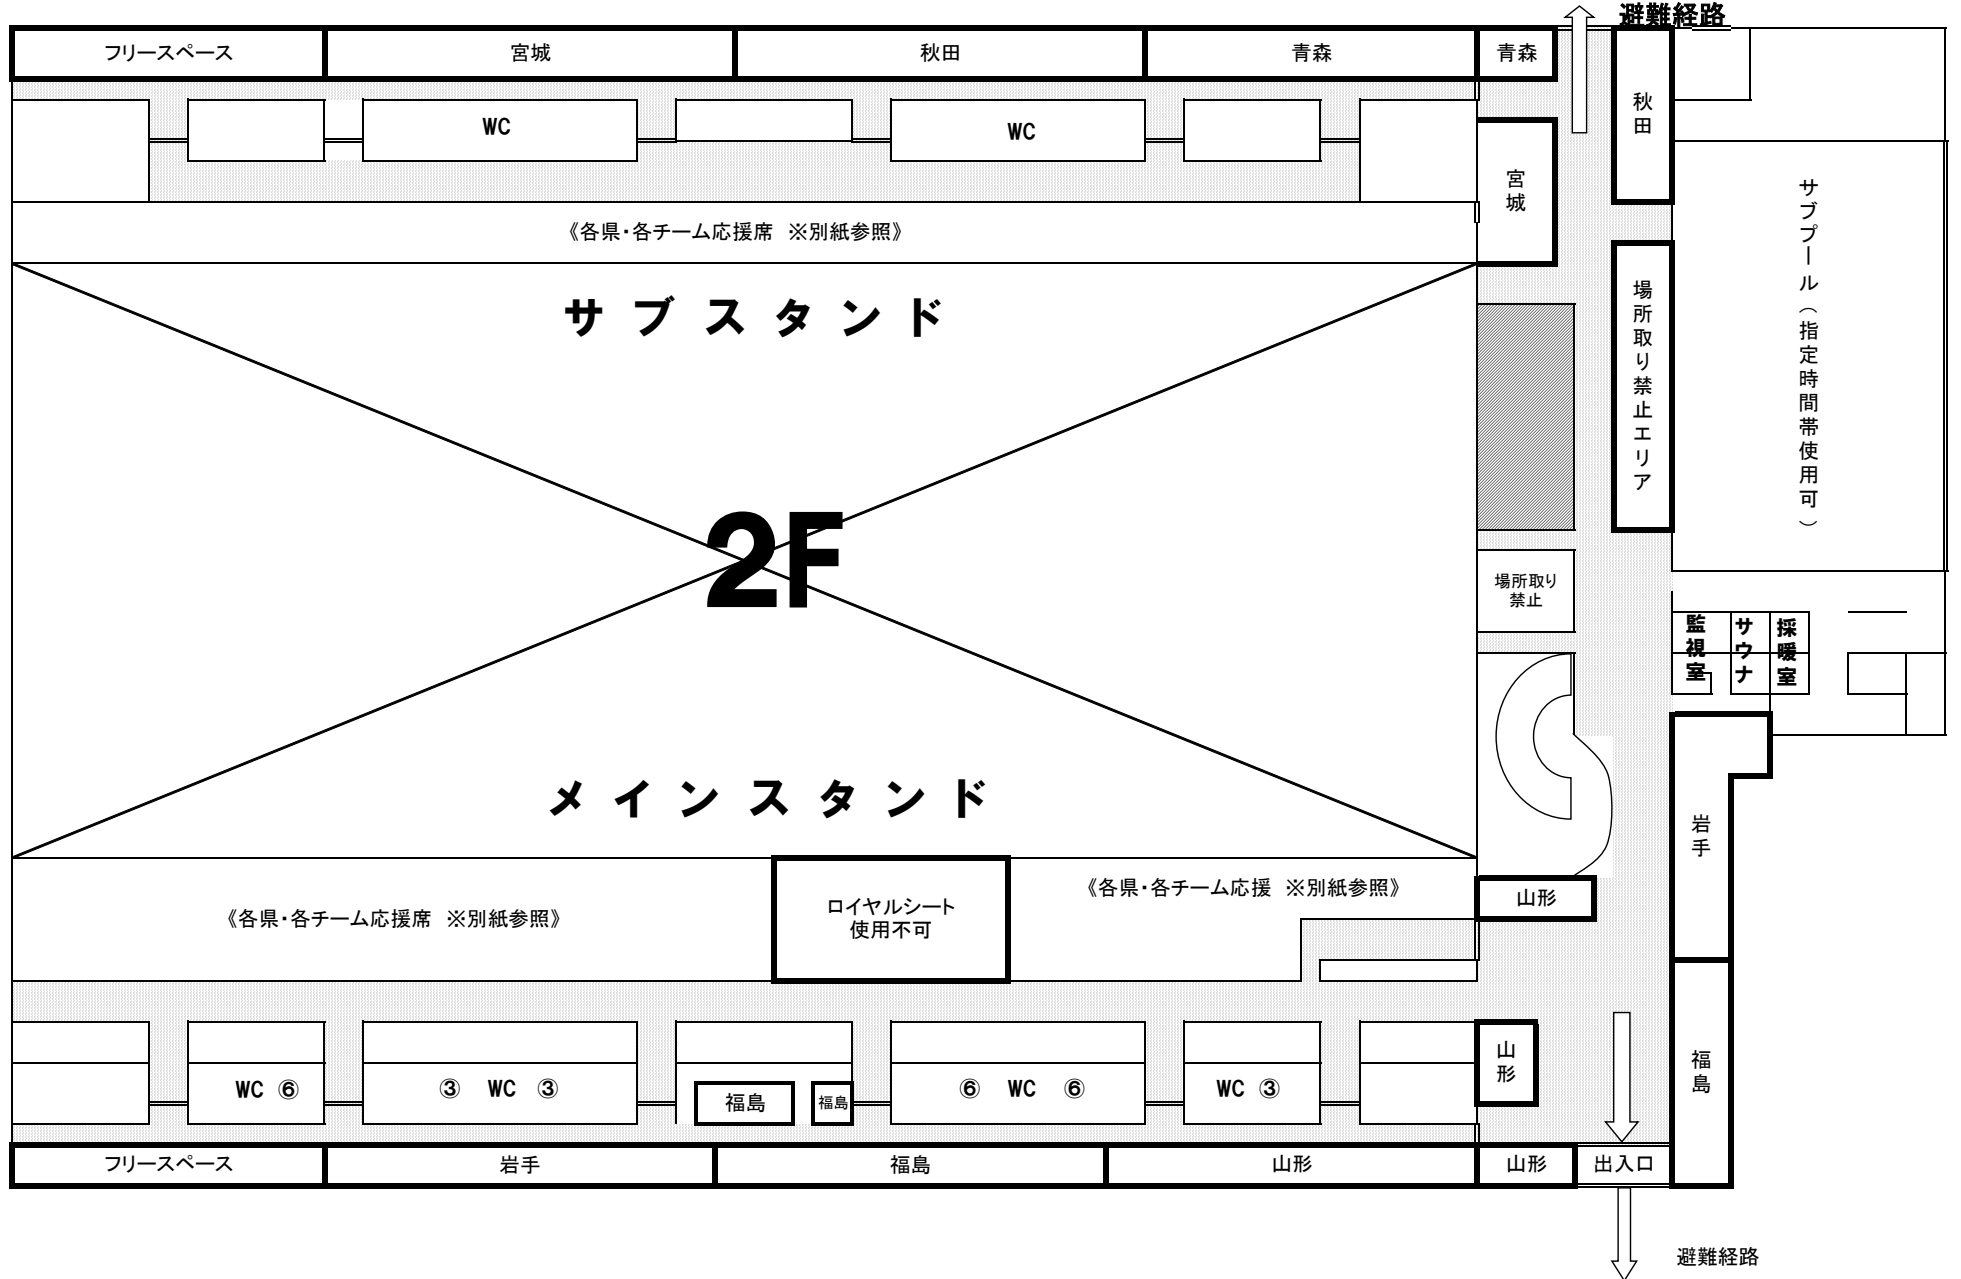 避難経路
フリースペース
宮城
秋田
青森
青森
秋田
WC
WC
宮城
《各県・各チーム応援席　※別紙参照》
サブスタンド
場所取り禁止エリア
サブプール（指定時間帯使用可）
2F
場所取り
禁止
監視室
サウナ
採暖室
メインスタンド
岩手
《各県・各チーム応援席　※別紙参照》
ロイヤルシート
使用不可
《各県・各チーム応援　※別紙参照》
山形
山形
福島
WC ⑥
③ WC ③
福島
福島
⑥ WC ⑥
WC ③
フリースペース
岩手
福島
山形
山形
出入口
避難経路